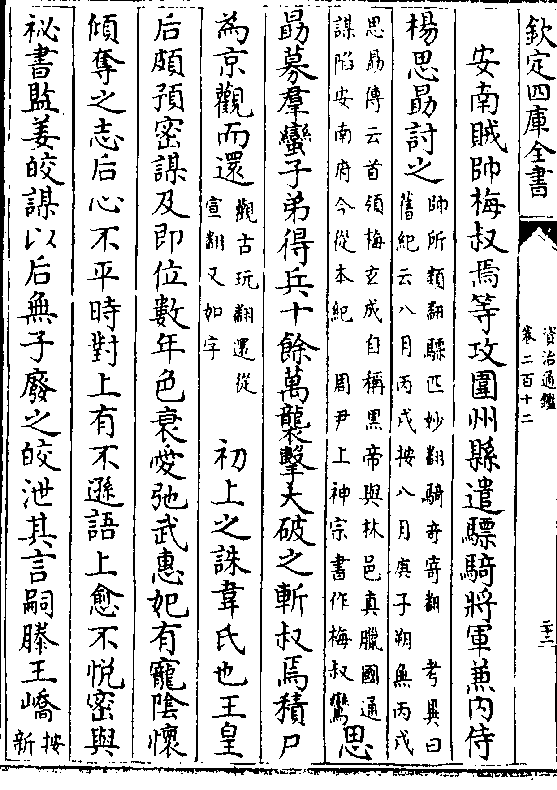 欽定四庫全書
資治通鑑
卷二百十二
二十二
安南賊帥梅叔焉等攻圍州縣遣驃騎將軍兼内侍
楊思勗討之
帥所類翻驃匹妙翻騎奇寄翻 考異曰
舊紀云八月丙戌按八月庚子朔無丙戌
思勗傳云首領梅玄成自稱黒帝與林邑真臘國通
謀陷安南府今從本紀 周尹上神宗書作梅叔鸞
思
勗募羣蠻子弟得兵十餘萬襲擊大破之斬叔焉積尸
為京觀而還
觀古玩翻還從
宣翻又如字
初上之誅韋氏也王皇
后頗預密謀及即位數年色衰愛弛武惠妃有寵陰懷
傾奪之志后心不平時對上有不遜語上愈不悦密與
祕書監姜皎謀以后無子廢之皎泄其言嗣滕王嶠
按
新